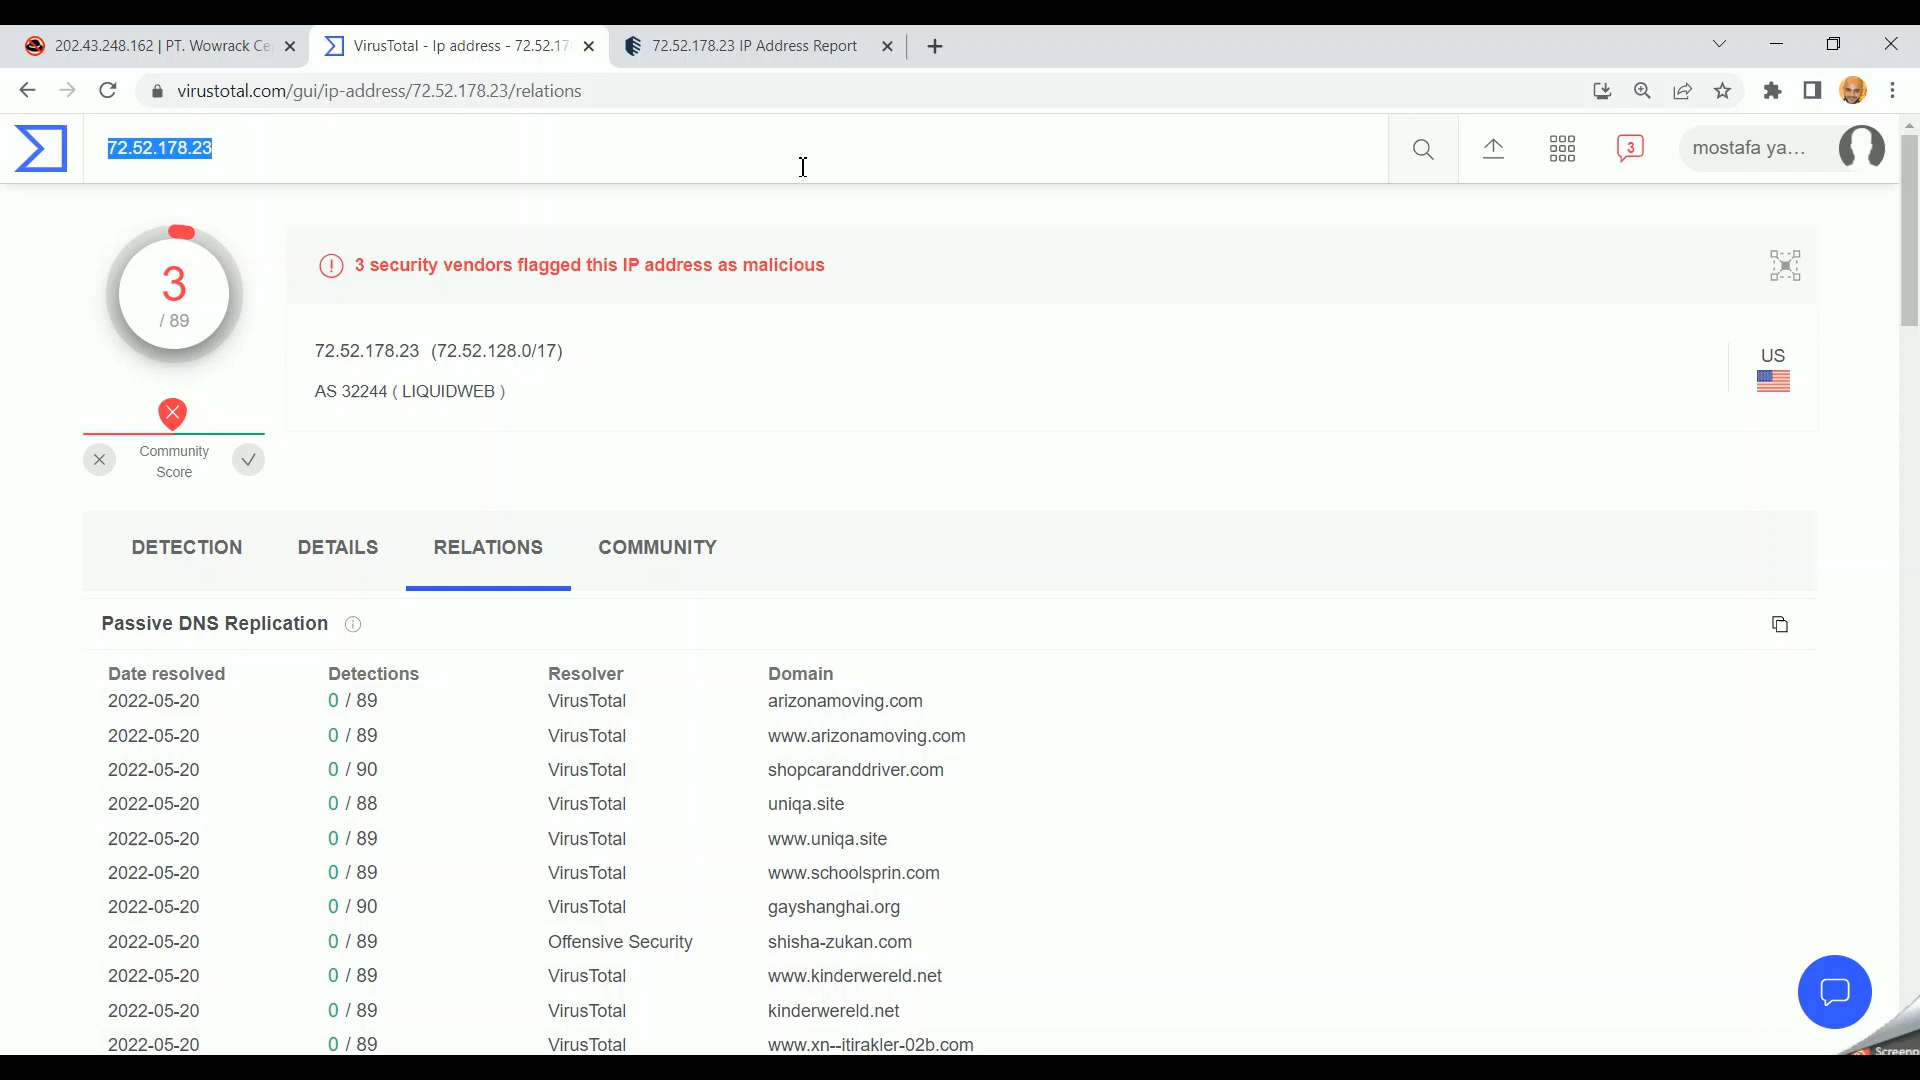 202.43.248.162 | PT. Wowrack Ce
VirusTotal - Ip address - 72.52.17
72.52.178.23 IP Address Report
virustotal.com/gui/ip-address/72.52.178.23/relations
72.52.178.23
3
mostafa ya...
3
/ 89
3 security vendors flagged this IP address as malicious
72.52.178.23 (72.52.128.0/17)
AS 32244 ( LIQUIDWEB )
US
Community
Score
DETECTION DETAILS RELATIONS COMMUNITY
Passive DNS Replication
Date resolved Detections Resolver Domain
2022-05-20 0 / 89 VirusTotal arizonamoving.com
2022-05-20 0 / 89 VirusTotal www.arizonamoving.com
2022-05-20 0 / 90 VirusTotal shopcaranddriver.com
2022-05-20 0 / 88 VirusTotal uniqa.site
2022-05-20 0 / 89 VirusTotal www.uniqa.site
2022-05-20 0 / 89 VirusTotal www.schoolsprin.com
2022-05-20 0 / 90 VirusTotal gayshanghai.org
2022-05-20 0 / 89 Offensive Security shisha-zukan.com
2022-05-20 0 / 89 VirusTotal www.kinderwereld.net
2022-05-20 0 / 89 VirusTotal kinderwereld.net
2022-05-20 0 / 89 VirusTotal www.xn--itirakler-02b.com